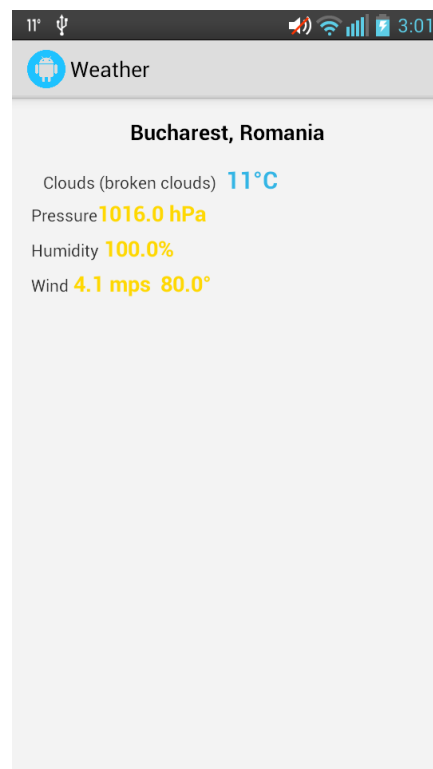 11° 3:01
Weather
Bucharest, Romania
Clouds (broken clouds) 11°C
Pressure1016.0 hPa
Humidity 100.0%
Wind 4.1 mps 80.0°